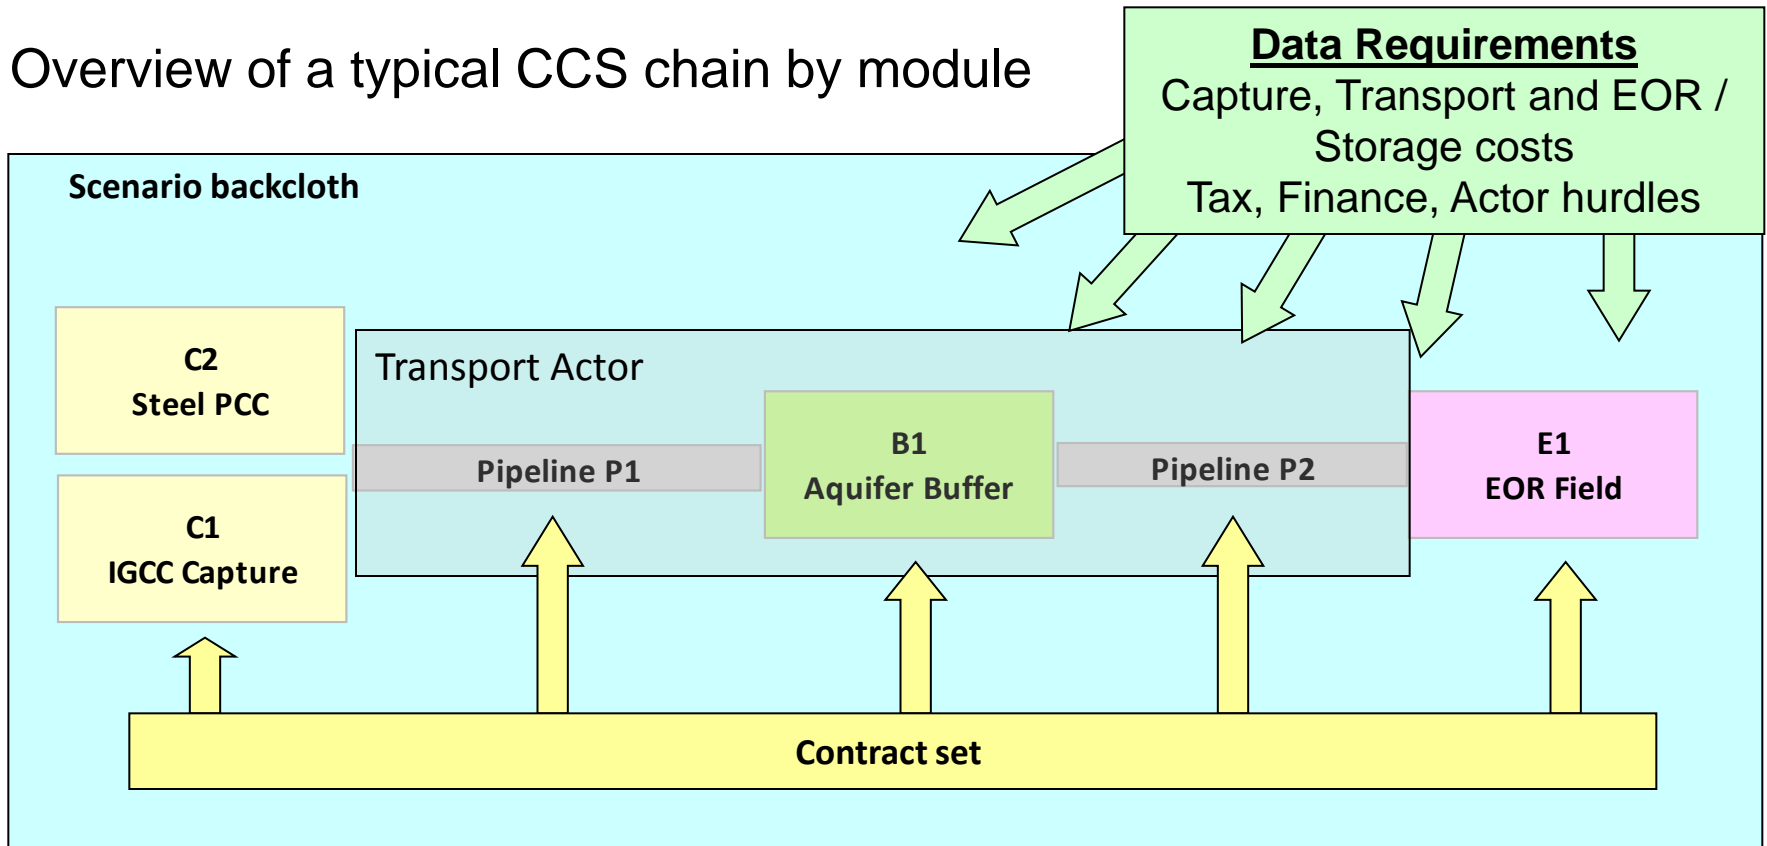 Overview of a typical CCS chain by module
Data Requirements
Capture, Transport and EOR /
Storage costs
Tax, Finance, Actor hurdles
Scenario backcloth
C2
Steel PCC
C1
IGCC Capture
Transport Actor
Pipeline P1
B1
Aquifer Buffer
Pipeline P2
E1
EOR Field
Contract set